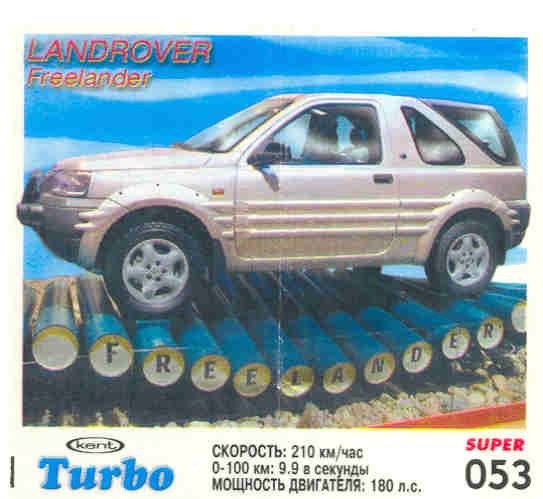 LANDROVER
Freelander
FREELANDER
kent
Turbo
СКОРОСТЬ: 210 км/час
0-100 км: 9.9 в секунды
МОЩНОСТЬ ДВИГАТЕЛЯ: 180 л.с.
SUPER
053